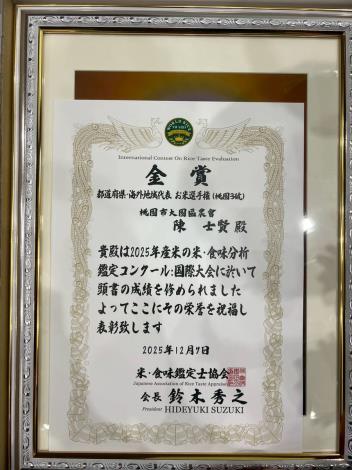 International Contest On Rice Taste Evaluation
金賞
都道府県・海外地域代表 お米選手権(桃園3號)
桃園市大園區農會
陳 士賢 殿
貴殿は2025年産米の米・食味分析
鑑定コンクール:国際大会に於いて
頭書の成績を修められました
よってここにその栄誉を祝福し
表彰致します
2025年12月7日
米・食味鑑定士協会
Japanese Association of Rice Taste Appraisers
会長 鈴木秀之
President HIDEYUKI SUZUKI